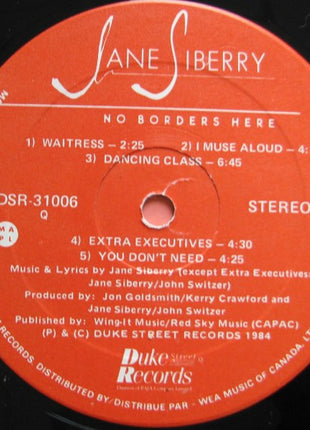 JANE SIBERRY
NO BORDERS HERE
1) WAITRESS – 2:25 2) I MUSE ALOUD – 4:
3) DANCING CLASS – 6:45
DSR-31006 STEREO
Q
MA
PL
4) EXTRA EXECUTIVES – 4:30
5) YOU DON'T NEED – 4:25
Music & Lyrics by Jane Siberry (except Extra Executives:
Jane Siberry/John Switzer)
Produced by: Jon Goldsmith/Kerry Crawford and
Jane Siberry/John Switzer
Published by: Wing-It Music/Red Sky Music (CAPAC)
(P) & (C) DUKE STREET RECORDS 1984
Duke Street
Records
RECORDS. DISTRIBUTED BY/DISTRIBUE PAR – WEA MUSIC OF CANADA, LT